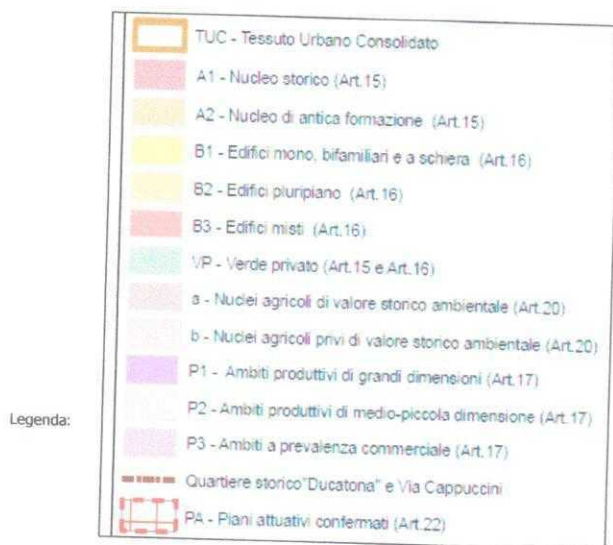 TUC - Tessuto Urbano Consolidato
A1 - Nucleo storico (Art.15)
A2 - Nucleo di antica formazione (Art.15)
B1 - Edifici mono, bifamiliari e a schiera (Art.16)
B2 - Edifici pluripiano (Art.16)
B3 - Edifici misti (Art.16)
VP - Verde privato (Art.15 e Art.16)
a - Nuclei agricoli di valore storico ambientale (Art.20)
b - Nuclei agricoli privi di valore storico ambientale (Art.20)
P1 - Ambiti produttivi di grandi dimensioni (Art.17)
Legenda:
P2 - Ambiti produttivi di medio-piccola dimensione (Art.17)
P3 - Ambiti a prevalenza commerciale (Art.17)
Quartiere storico"Ducatona" e Via Cappuccini
PA - Piani attuativi confermati (Art.22)